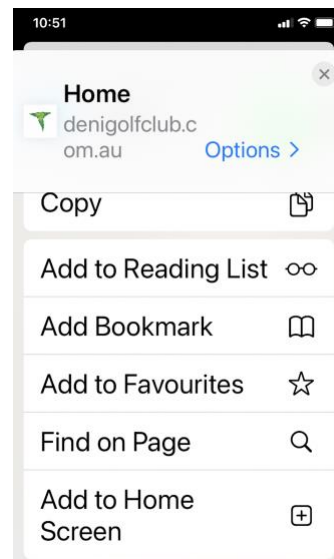 10:51
Home
denigolfclub.c
om.au
Options >
Copy
Add to Reading List
Add Bookmark
Add to Favourites
Find on Page
Add to Home
Screen